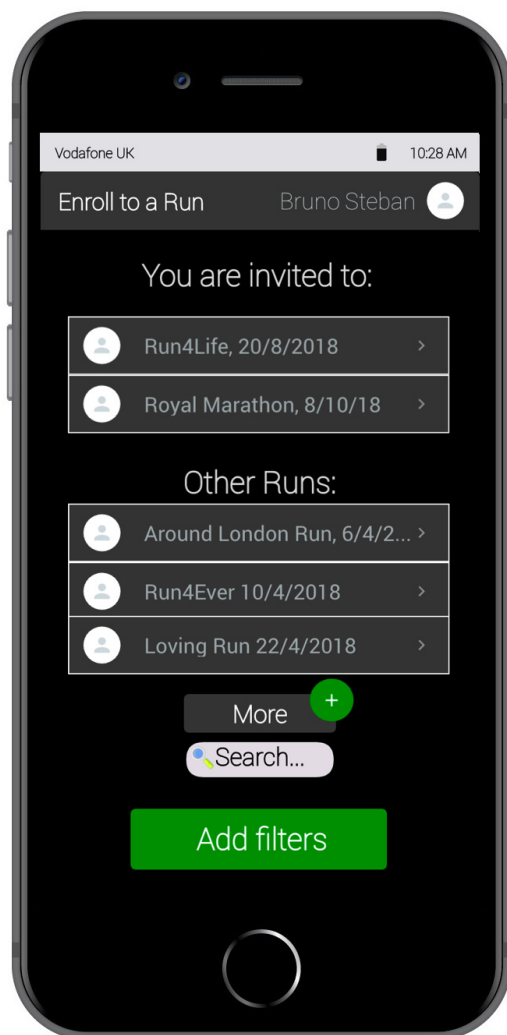 Vodafone UK 10:28 AM
Enroll to a Run Bruno Steban
You are invited to:
Run4Life, 20/8/2018
Royal Marathon, 8/10/18
Other Runs:
Around London Run, 6/4/2...
Run4Ever 10/4/2018
Loving Run 22/4/2018
More +
Search...
Add filters